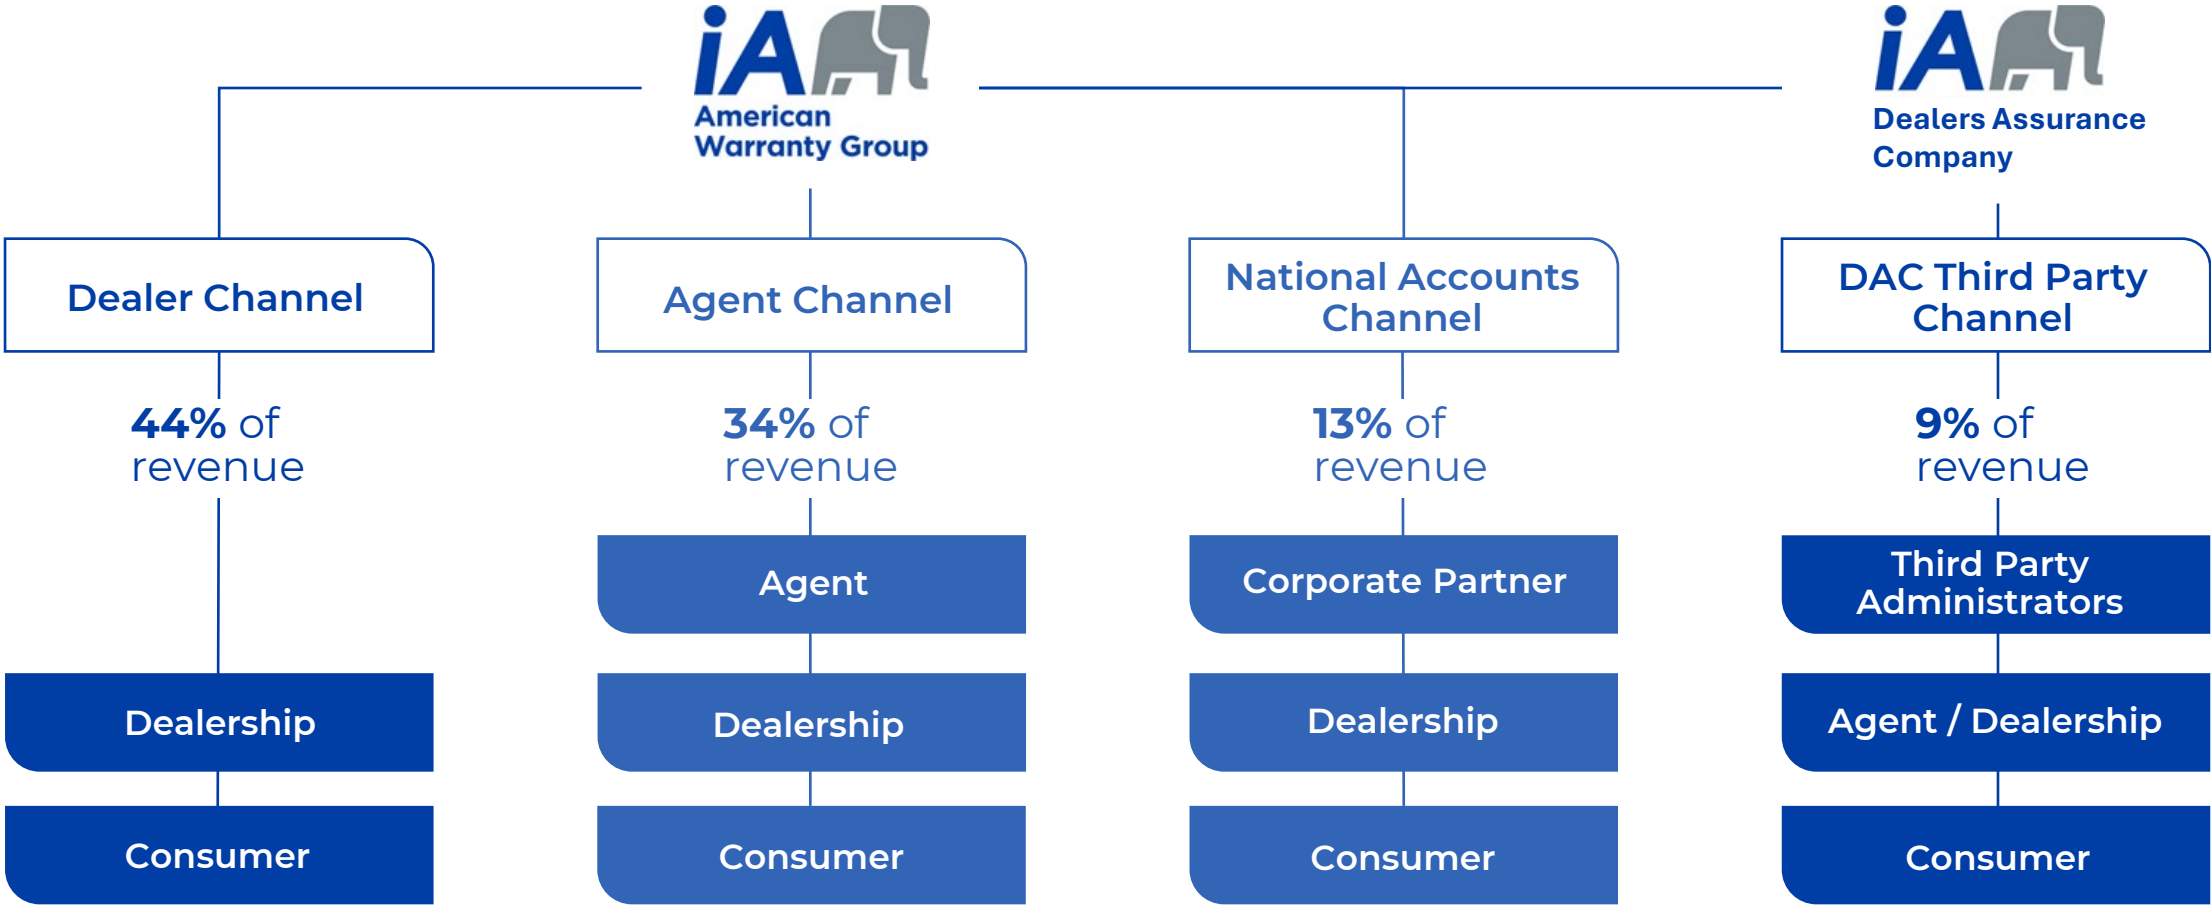 iA
American
Warranty Group
iA
Dealers Assurance
Company
Dealer Channel
Agent Channel
National Accounts
Channel
DAC Third Party
Channel
44% of
revenue
34% of
revenue
13% of
revenue
9% of
revenue
Agent
Corporate Partner
Third Party
Administrators
Dealership
Dealership
Dealership
Agent / Dealership
Consumer
Consumer
Consumer
Consumer